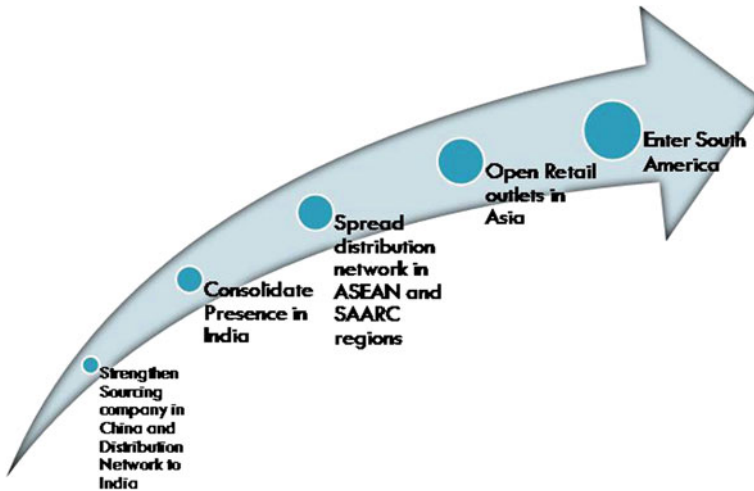 Strengthen
Sourcing
company in
China and
Distribution
Network to
India
Consolidate
Presence in
India
Spread
distribution
network in
ASEAN and
SAARC
regions
Open Retail
outlets in
Asia
Enter South
America